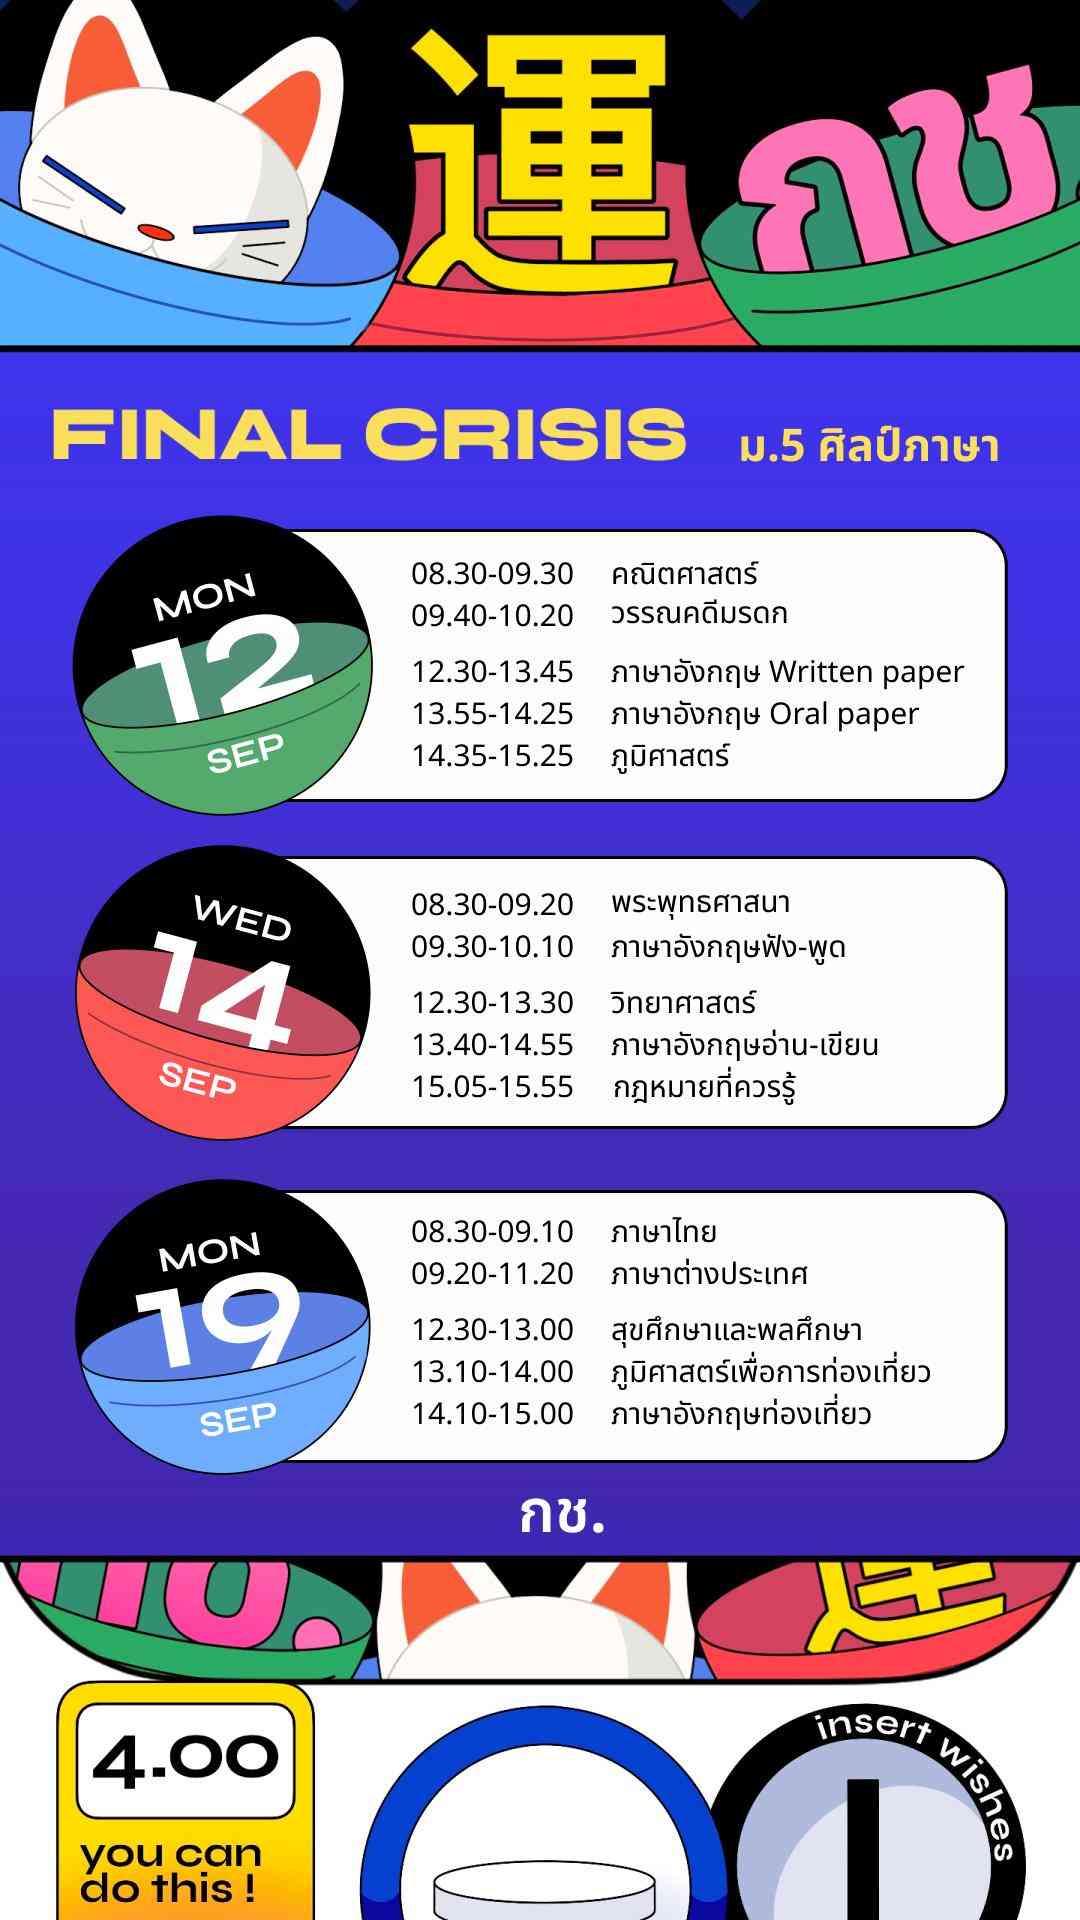 運
กช
FINAL CRISIS ม.5 ศิลป์ภาษา
MON
12
SEP
08.30-09.30 คณิตศาสตร์
09.40-10.20 วรรณคดีมรดก
12.30-13.45 ภาษาอังกฤษ Written paper
13.55-14.25 ภาษาอังกฤษ Oral paper
14.35-15.25 ภูมิศาสตร์
WED
14
SEP
08.30-09.20 พระพุทธศาสนา
09.30-10.10 ภาษาอังกฤษฟัง-พูด
12.30-13.30 วิทยาศาสตร์
13.40-14.55 ภาษาอังกฤษอ่าน-เขียน
15.05-15.55 กฎหมายที่ควรรู้
MON
19
SEP
08.30-09.10 ภาษาไทย
09.20-11.20 ภาษาต่างประเทศ
12.30-13.00 สุขศึกษาและพลศึกษา
13.10-14.00 ภูมิศาสตร์เพื่อการท่องเที่ยว
14.10-15.00 ภาษาอังกฤษท่องเที่ยว
กช.
4.00
you can
do this !
insert wishes